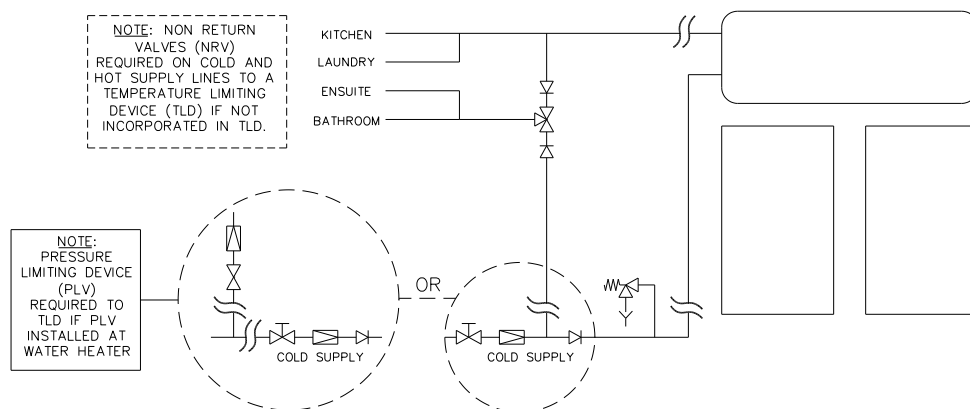 NOTE: NON RETURN
VALVES (NRV)
REQUIRED ON COLD AND
HOT SUPPLY LINES TO A
TEMPERATURE LIMITING
DEVICE (TLD) IF NOT
INCORPORATED IN TLD.
KITCHEN
LAUNDRY
ENSUITE
BATHROOM
NOTE:
PRESSURE
LIMITING DEVICE
(PLV)
REQUIRED TO
TLD IF PLV
INSTALLED AT
WATER HEATER
OR
COLD SUPPLY
COLD SUPPLY